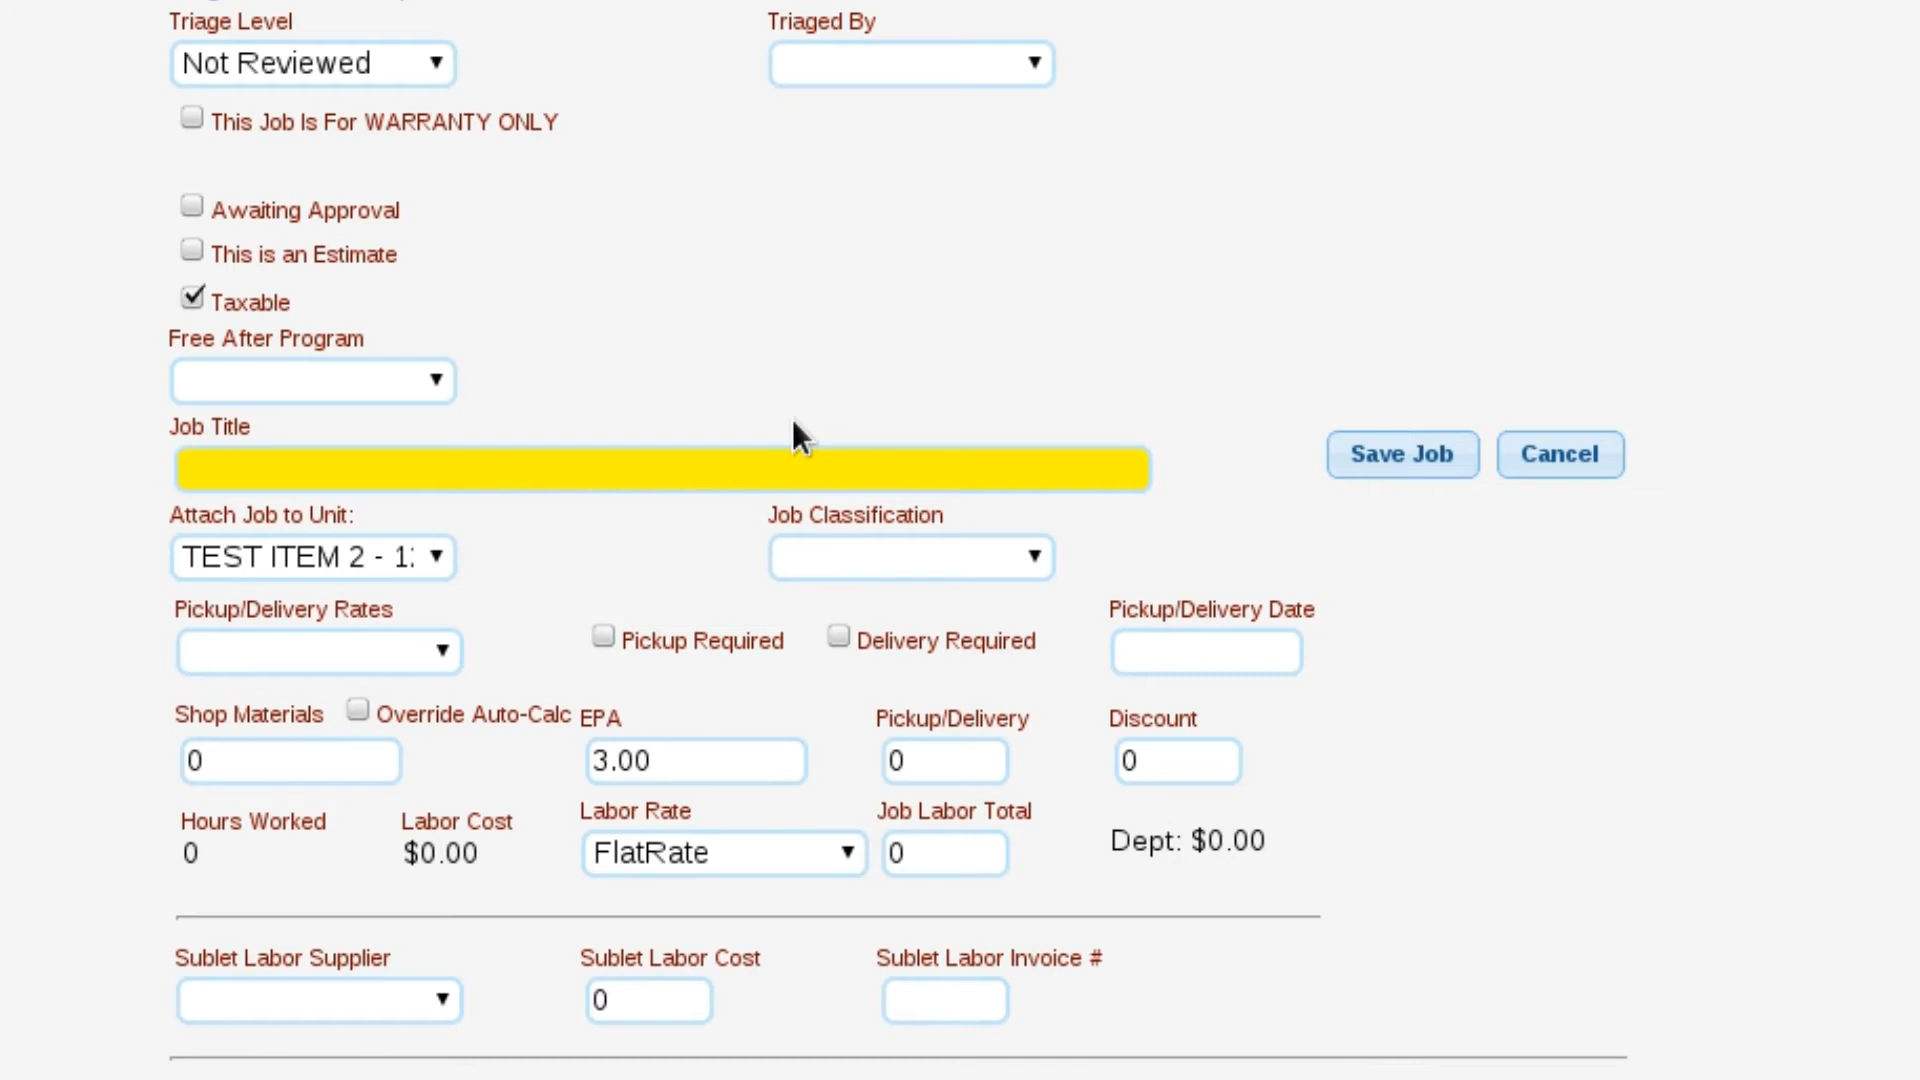 Triage Level Triaged By
Not Reviewed
This Job Is For WARRANTY ONLY
Awaiting Approval
This is an Estimate
Taxable
Free After Program
Job Title
Save Job Cancel
Attach Job to Unit: Job Classification
TEST ITEM 2 - 1
Pickup/Delivery Rates Pickup/Delivery Date
Pickup Required Delivery Required
Shop Materials Override Auto-Calc EPA Pickup/Delivery Discount
0 3.00 0 0
Hours Worked Labor Cost Labor Rate Job Labor Total
0 $0.00 FlatRate 0 Dept: $0.00
Sublet Labor Supplier Sublet Labor Cost Sublet Labor Invoice #
0